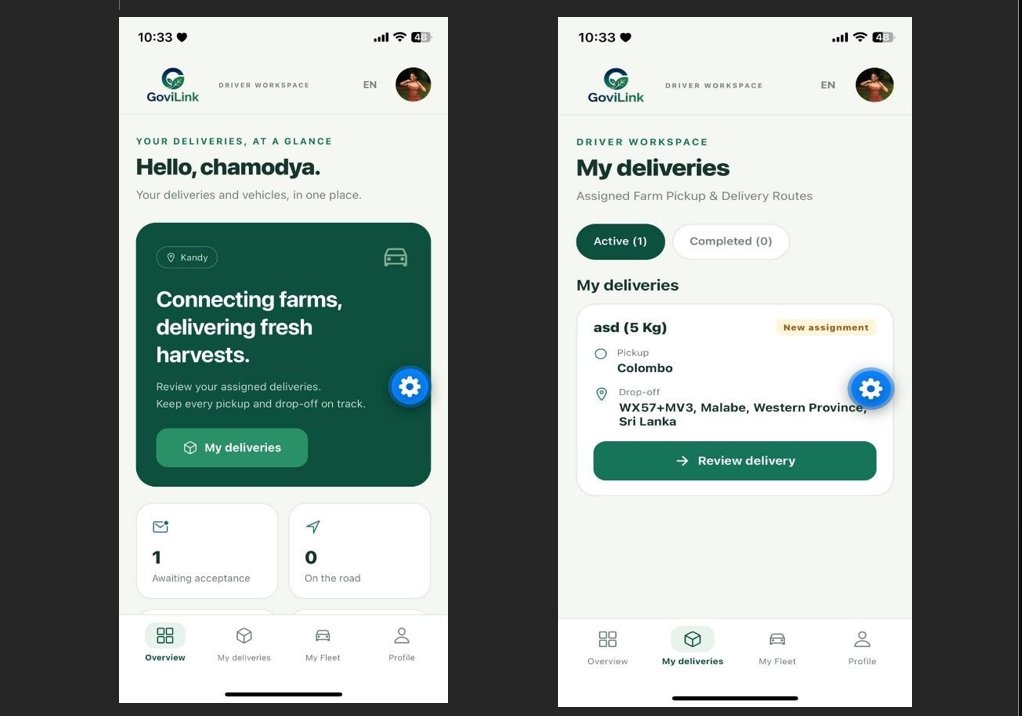 10:33
48
GoviLink
DRIVER WORKSPACE
EN
YOUR DELIVERIES, AT A GLANCE
Hello, chamodya.
Your deliveries and vehicles, in one place.
Kandy
Connecting farms,
delivering fresh
harvests.
Review your assigned deliveries.
Keep every pickup and drop-off on track.
My deliveries
1
Awaiting acceptance
0
On the road
Overview
My deliveries
My Fleet
Profile
10:33
48
GoviLink
DRIVER WORKSPACE
EN
DRIVER WORKSPACE
My deliveries
Assigned Farm Pickup & Delivery Routes
Active (1)
Completed (0)
My deliveries
asd (5 Kg)
New assignment
Pickup
Colombo
Drop-off
WX57+MV3, Malabe, Western Province,
Sri Lanka
Review delivery
Overview
My deliveries
My Fleet
Profile